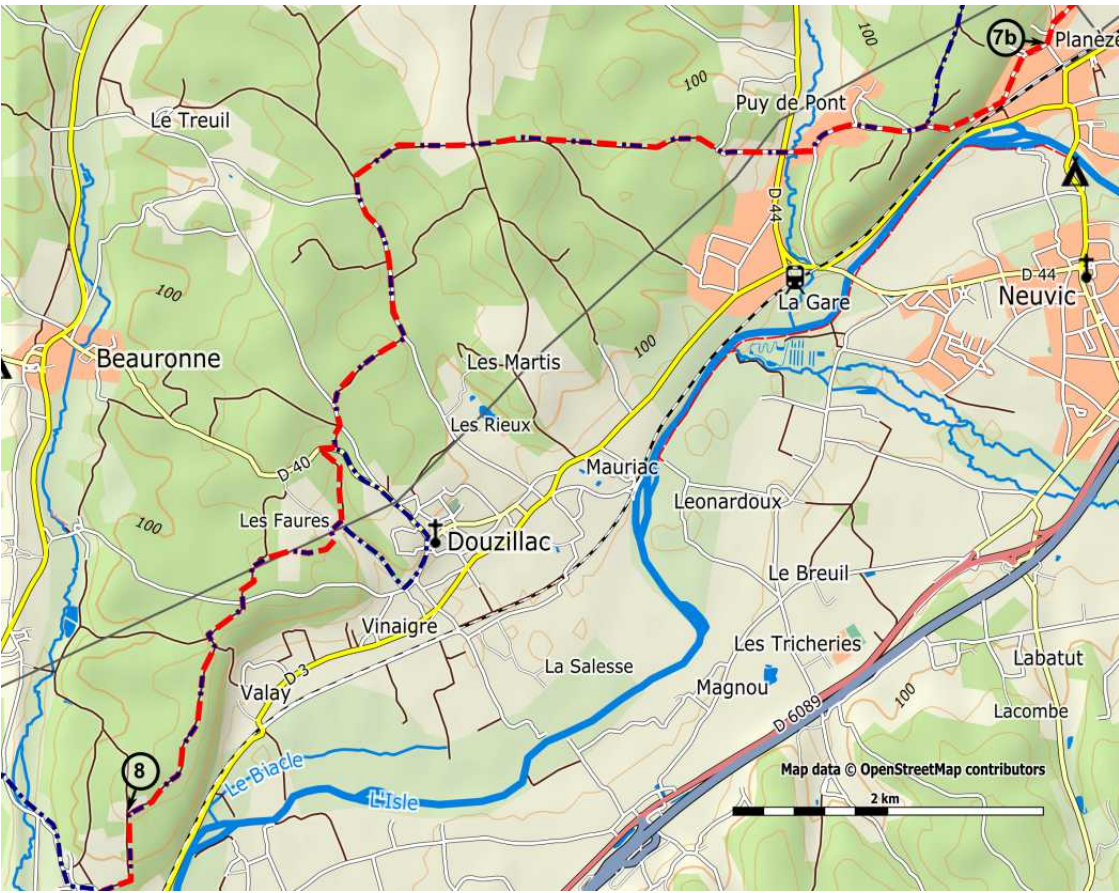 7b
Planèze
100
100
Puy de Pont
Le Treuil
D 44
D 44
Neuvic
La Gare
100
100
Beauronne
Les Martis
Les Rieux
D 40
Mauriac
Leonardoux
100
Les Faures
Douzillac
Le Breuil
Vinaigre
Les Tricheries
La Salesse
Labatut
D 3
Valay
Magnou
100
Lacombe
D 6089
8
Le Biacle
Map data © OpenStreetMap contributors
L'Isle
2 km